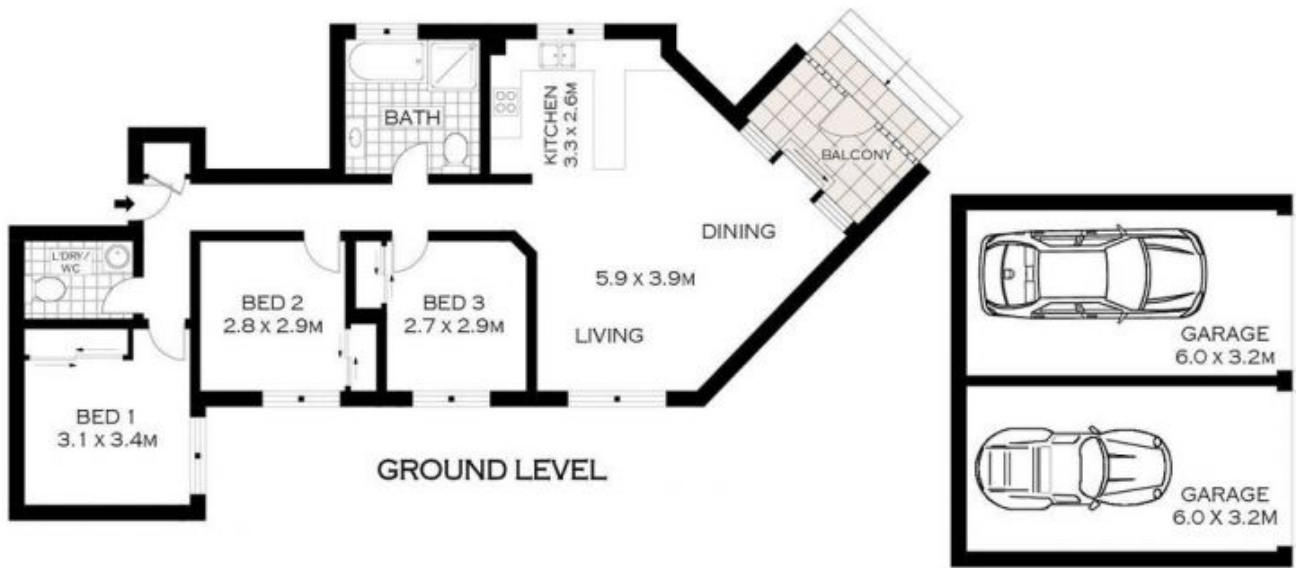 BATH
KITCHEN
3.3 X 2.6M
BALCONY
L'DRY/
WC
DINING
5.9 X 3.9M
LIVING
BED 2
2.8 X 2.9M
BED 3
2.7 X 2.9M
BED 1
3.1 X 3.4M
GROUND LEVEL
GARAGE
6.0 X 3.2M
GARAGE
6.0 X 3.2M